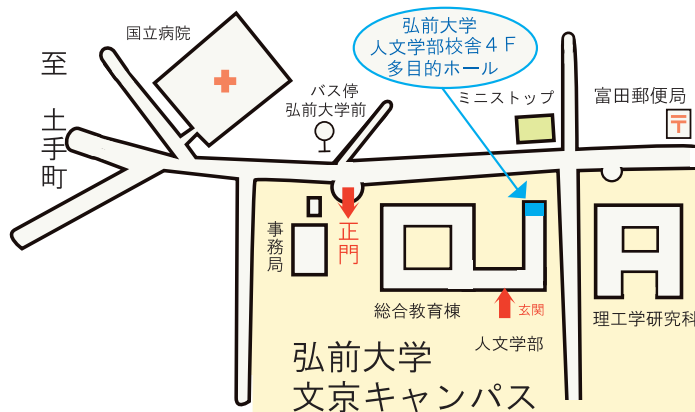 弘前大学
人文学部校舎４Ｆ
多目的ホール
国立病院
至 土手町
バス停
弘前大学前
ミニストップ
富田郵便局
〒
正門
事務局
総合教育棟
玄関
人文学部
理工学研究科
弘前大学
文京キャンパス